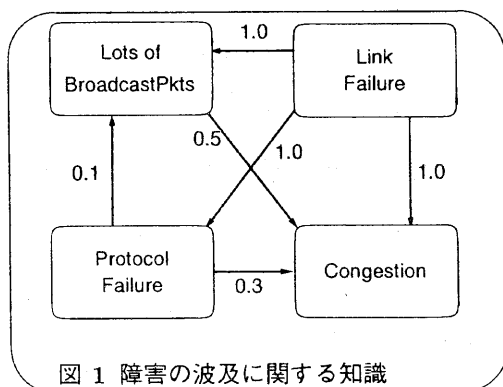 Lots of
BroadcastPkts
1.0
Link
Failure
0.5
1.0
0.1
1.0
Protocol
Failure
0.3
Congestion
図 1 障害の波及に関する知識